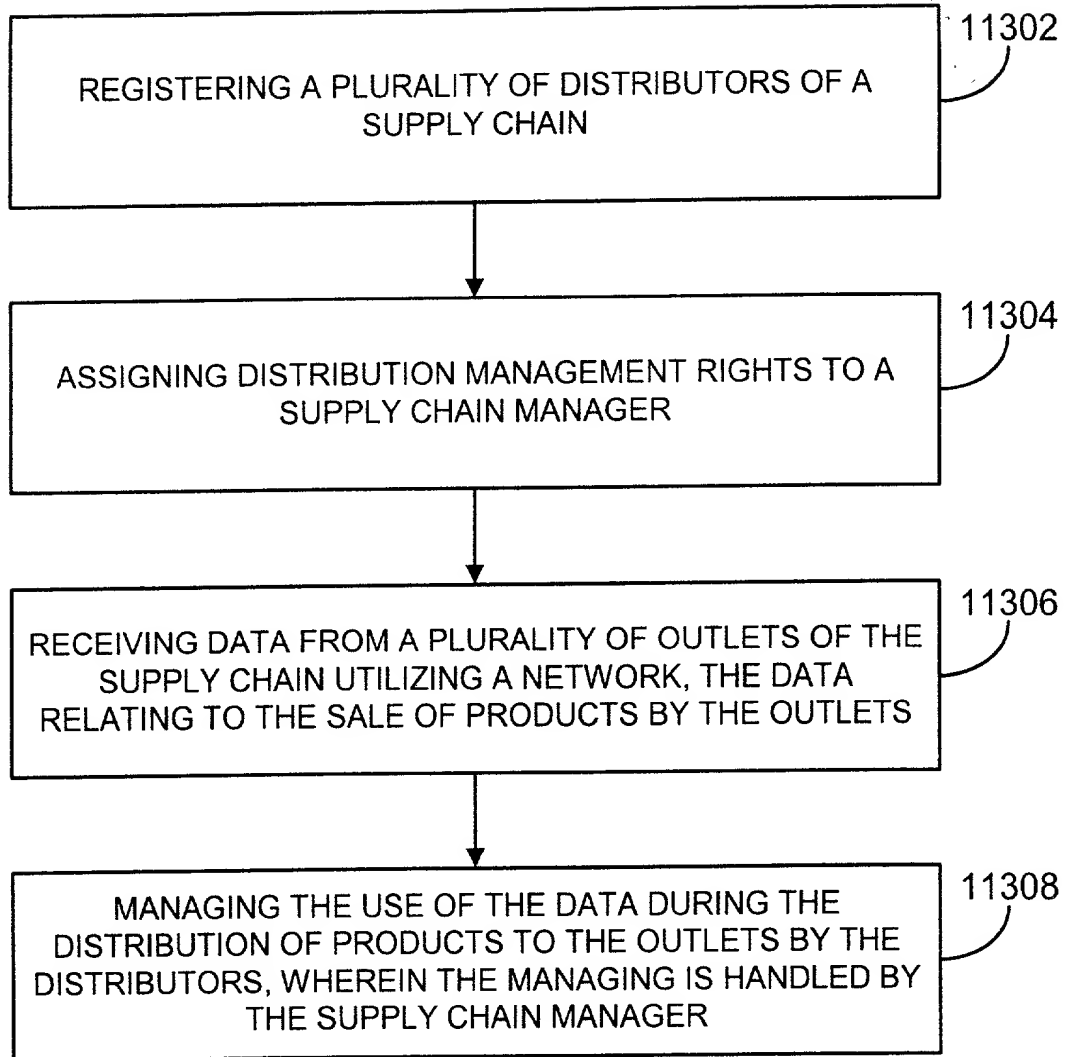 11302
REGISTERING A PLURALITY OF DISTRIBUTORS OF A
SUPPLY CHAIN
11304
ASSIGNING DISTRIBUTION MANAGEMENT RIGHTS TO A
SUPPLY CHAIN MANAGER
11306
RECEIVING DATA FROM A PLURALITY OF OUTLETS OF THE
SUPPLY CHAIN UTILIZING A NETWORK, THE DATA
RELATING TO THE SALE OF PRODUCTS BY THE OUTLETS
11308
MANAGING THE USE OF THE DATA DURING THE
DISTRIBUTION OF PRODUCTS TO THE OUTLETS BY THE
DISTRIBUTORS, WHEREIN THE MANAGING IS HANDLED BY
THE SUPPLY CHAIN MANAGER